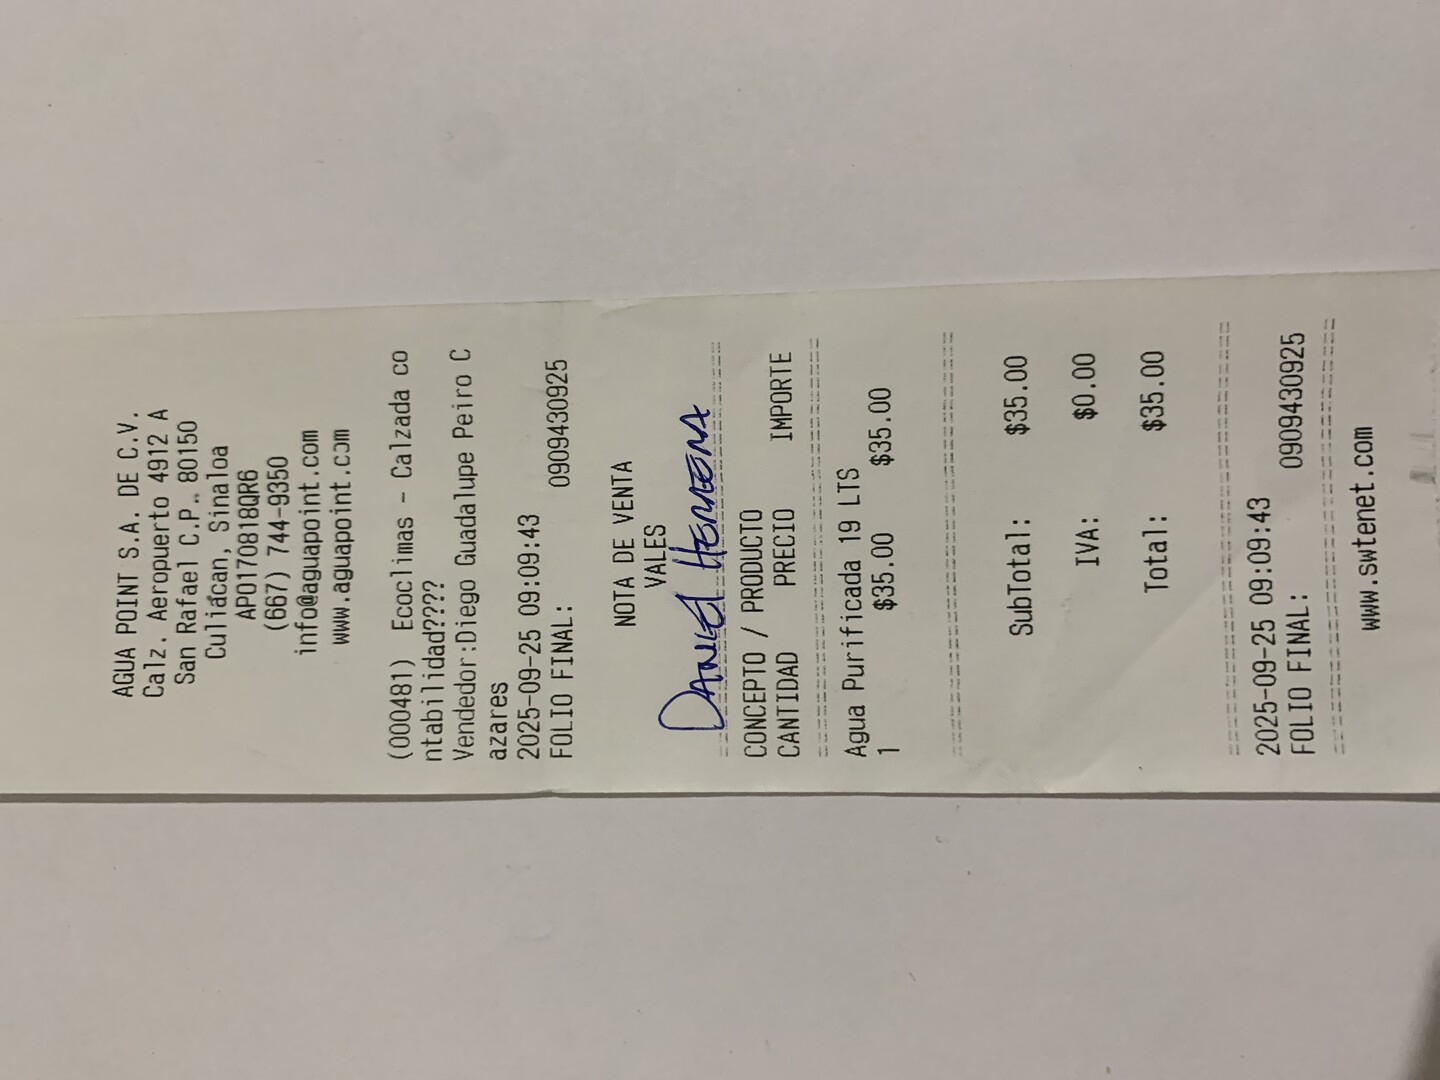 AGUA POINT S.A. DE C.V.
Calz. Aeropuerto 4912 A
San Rafael C.P. 80150
Culiácan, Sinaloa
APO170818QR6
(667) 744-9350
info@aguapoint.com
www.aguapoint.com
(000481) Ecoclimas - Calzada co
ntabilidad????
Vendedor:Diego Guadalupe Peiro C
azares
2025-09-25 09:09:43
FOLIO FINAL: 0909430925
NOTA DE VENTA
VALES
DANIEL HERRERA
CONCEPTO / PRODUCTO
CANTIDAD PRECIO IMPORTE
Agua Purificada 19 LTS
1 $35.00 $35.00
SubTotal: $35.00
IVA: $0.00
Total: $35.00
2025-09-25 09:09:43
FOLIO FINAL: 0909430925
www.swtenet.com